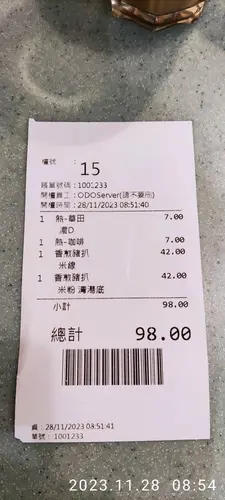 檯號 :
15
賬單號碼 : 1001233
開檯員工 : ODOServer(請不要用)
開檯時間 : 28/11/2023 08:51:40
1 熱-華田 7.00
濃D
1 熱-咖啡 7.00
1 香煎豬扒 42.00
米線
1 香煎豬扒 42.00
米粉 清湯底
小計 98.00
總計 98.00
28/11/2023 08:51:41
單號 : 1001233
2023.11.28 08:54